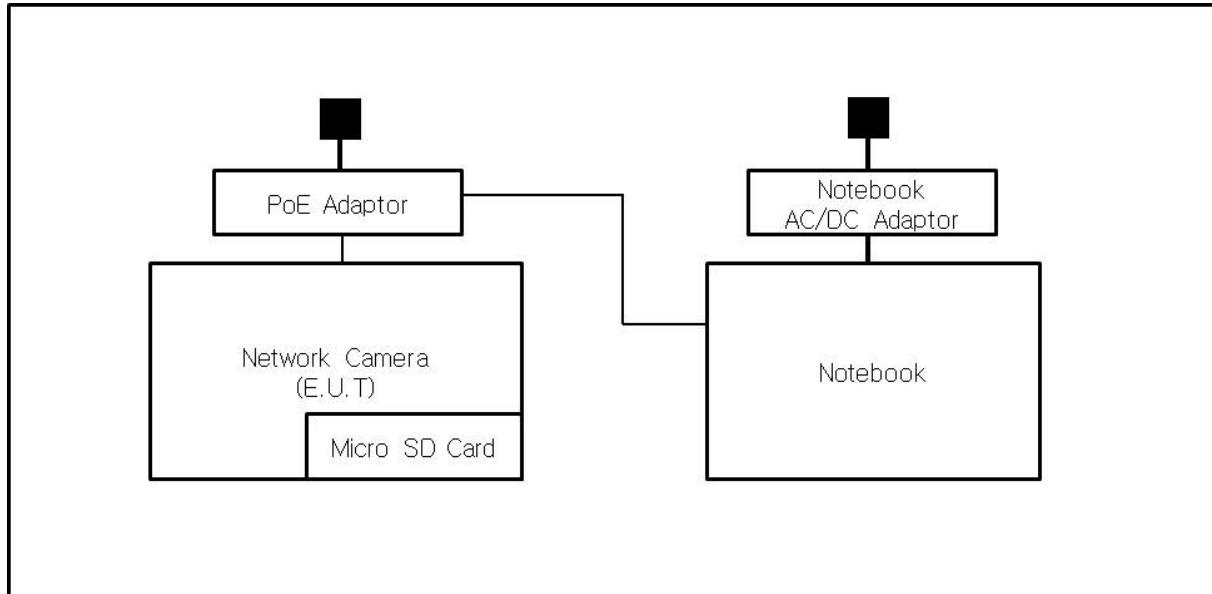 PoE Adaptor
Notebook
AC/DC Adaptor
Network Camera
(E.U.T)
Micro SD Card
Notebook